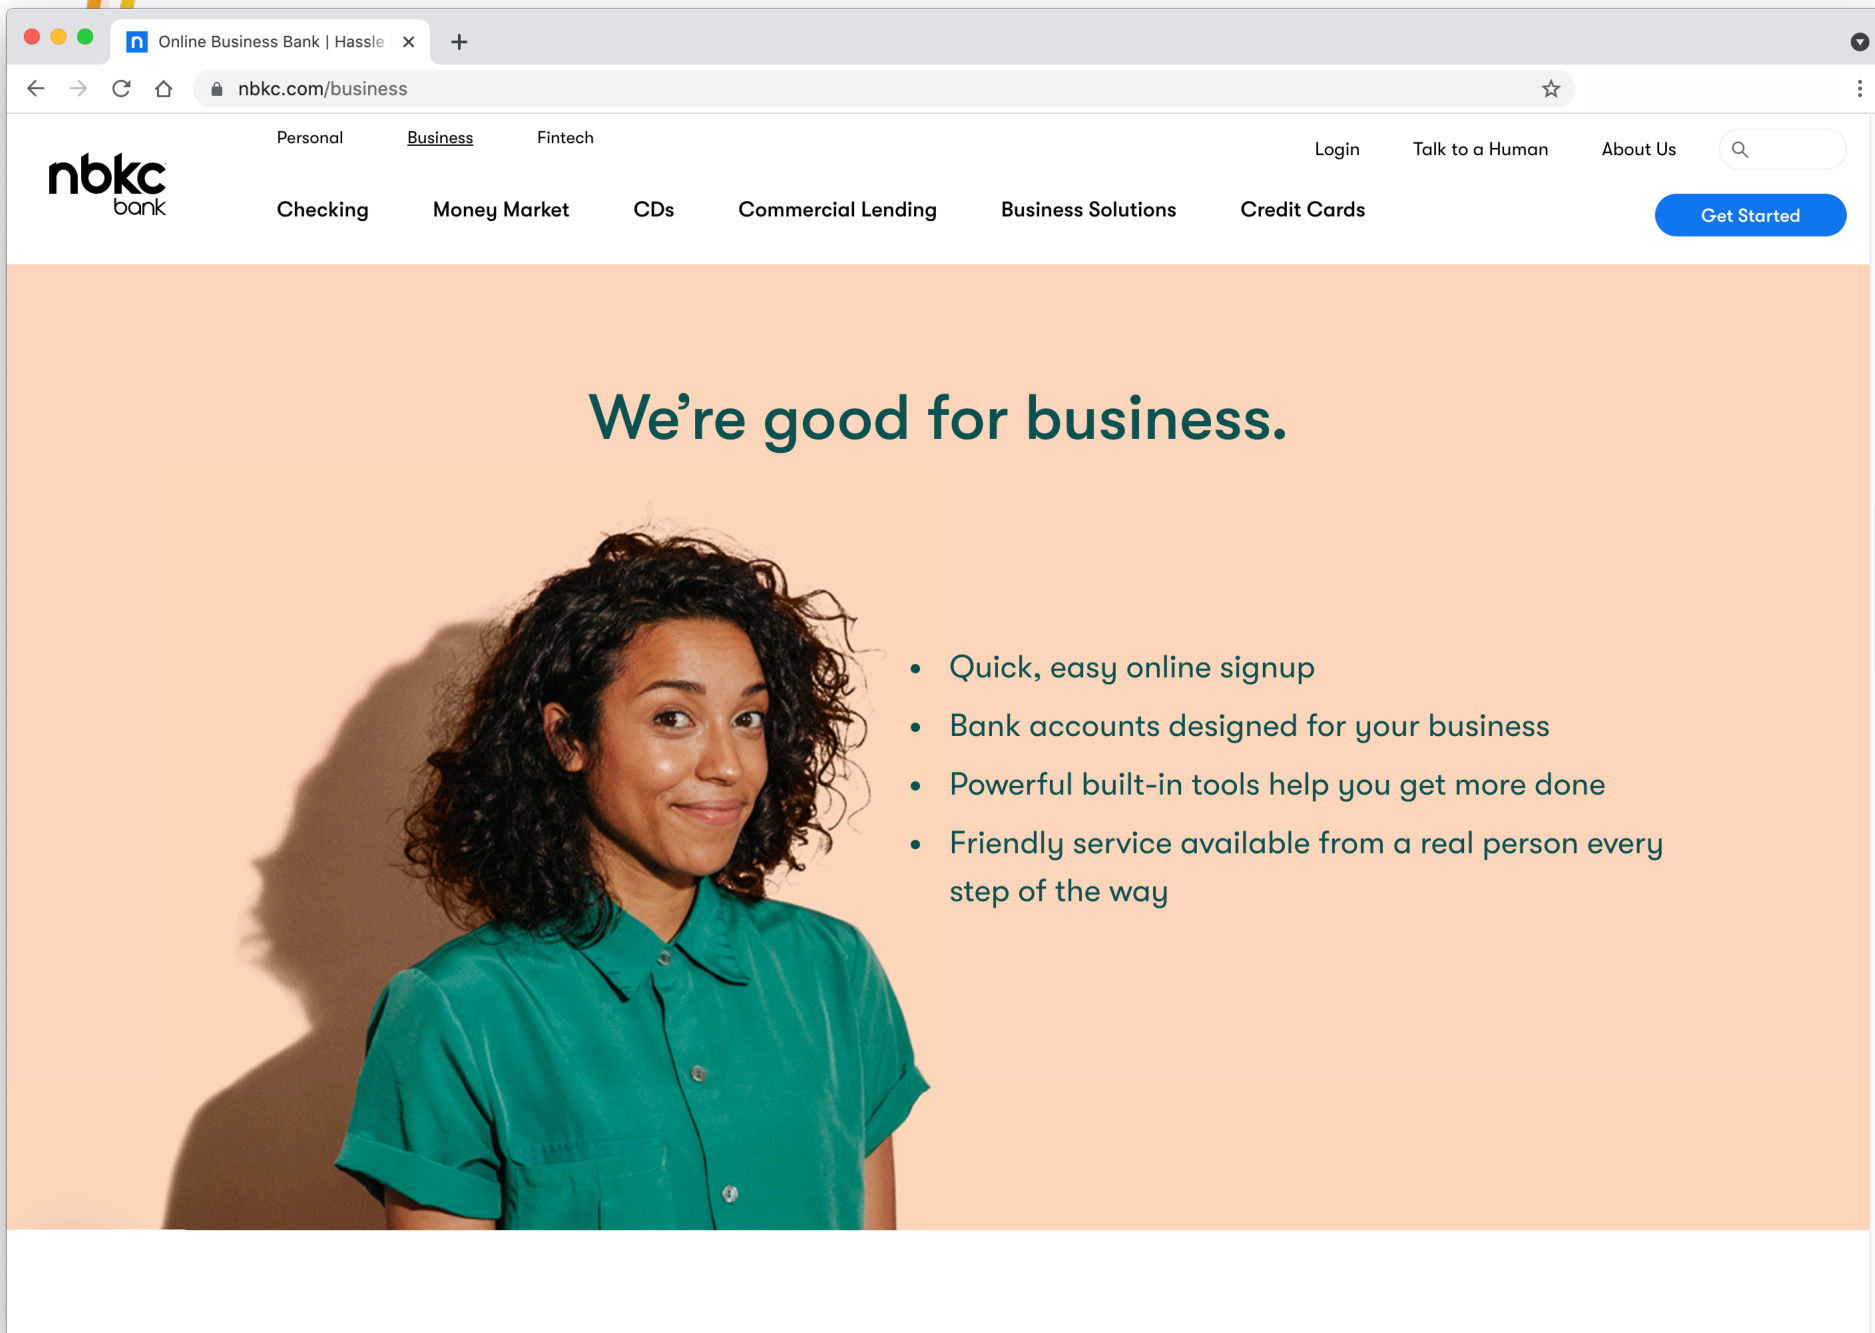 Online Business Bank | Hassle
nbkc.com/business
Personal Business Fintech
Login Talk to a Human About Us
nbkc
bank
Checking Money Market CDs Commercial Lending Business Solutions Credit Cards
Get Started
We’re good for business.
• Quick, easy online signup
• Bank accounts designed for your business
• Powerful built-in tools help you get more done
• Friendly service available from a real person every
step of the way